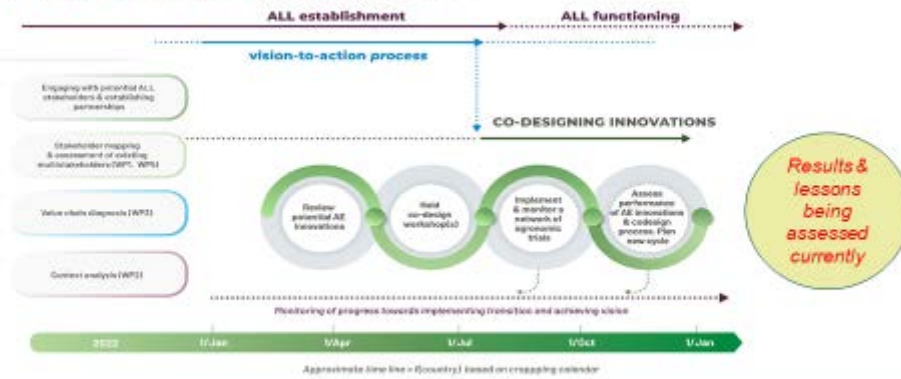 ALL establishment
ALL functioning
vision-to-action process
Engaging with potential ALL
stakeholders & establishing
partnerships
CO-DESIGNING INNOVATIONS
Stakeholder mapping
& assessment of existing
multistakeholders (WP1, WP5)
Value chain diagnosis (WP3)
Context analysis (WP2)
Review
potential AE
innovations
Hold
co-design
workshop(s)
Implement
& monitor a
network of
agronomic
trials
Assess
performance
of AE innovations
& codesign
process. Plan
new cycle
Results &
lessons
being
assessed
currently
Monitoring of progress towards implementing transition and achieving vision
1/Jan
1/Apr
1/Jul
1/Oct
1/Jan
Approximate time line = f(country) based on croppping calendar